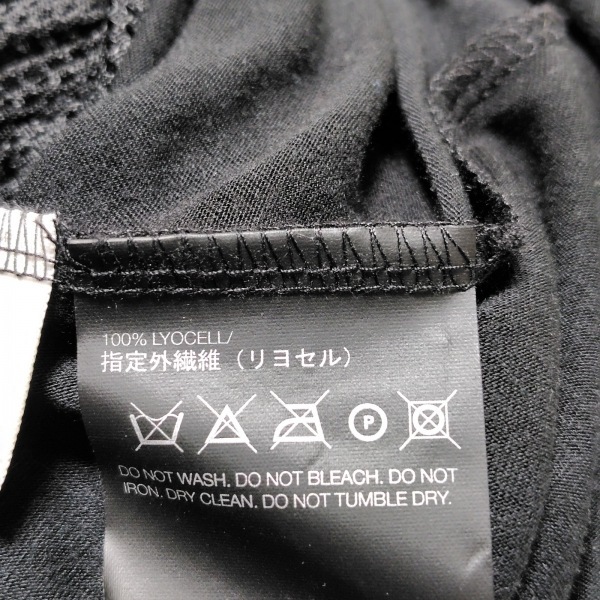 100% LYOCELL/
指定外繊維（リヨセル）
P
DO NOT WASH. DO NOT BLEACH. DO NOT
IRON. DRY CLEAN. DO NOT TUMBLE DRY.